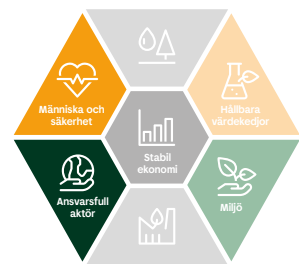 Människa och
säkerhet
Hållbara
värdekedjor
Stabil
ekonomi
Ansvarsfull
aktör
Miljö